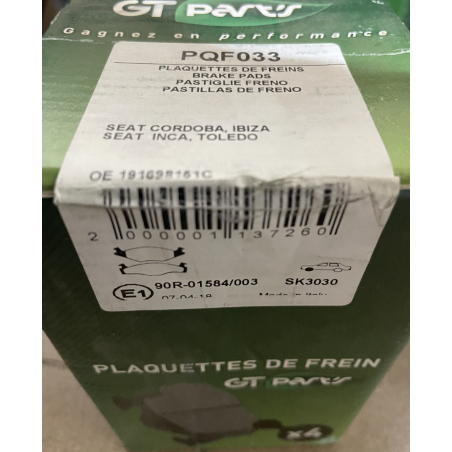 GT Parts
Gagnez en performance
PQF033
PLAQUETTES DE FREINS
BRAKE PADS
PASTIGLIE FRENO
PASTILLAS DE FRENO
SEAT CORDOBA, IBIZA
SEAT INCA, TOLEDO
OE 191698151C
2 000001 137260
E1 90R-01584/003 SK3030
07-04-18 Made in Italy
PLAQUETTES DE FREIN
GT Parts
x4